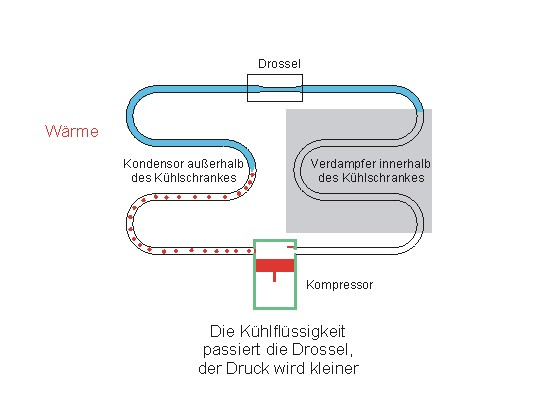 Drossel
Wärme
Kondensor außerhalb
des Kühlschrankes
Verdampfer innerhalb
des Kühlschrankes
Kompressor
Die Kühlflüssigkeit
passiert die Drossel,
der Druck wird kleiner